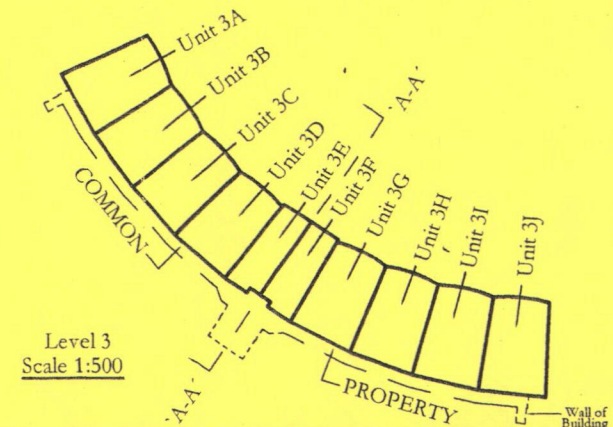 Unit 3A
Unit 3B
Unit 3C
Unit 3D
Unit 3E
Unit 3F
Unit 3G
Unit 3H
Unit 3I
Unit 3J
'A-A'
COMMON
PROPERTY
'A-A'
Level 3
Scale 1:500
Wall of
Building